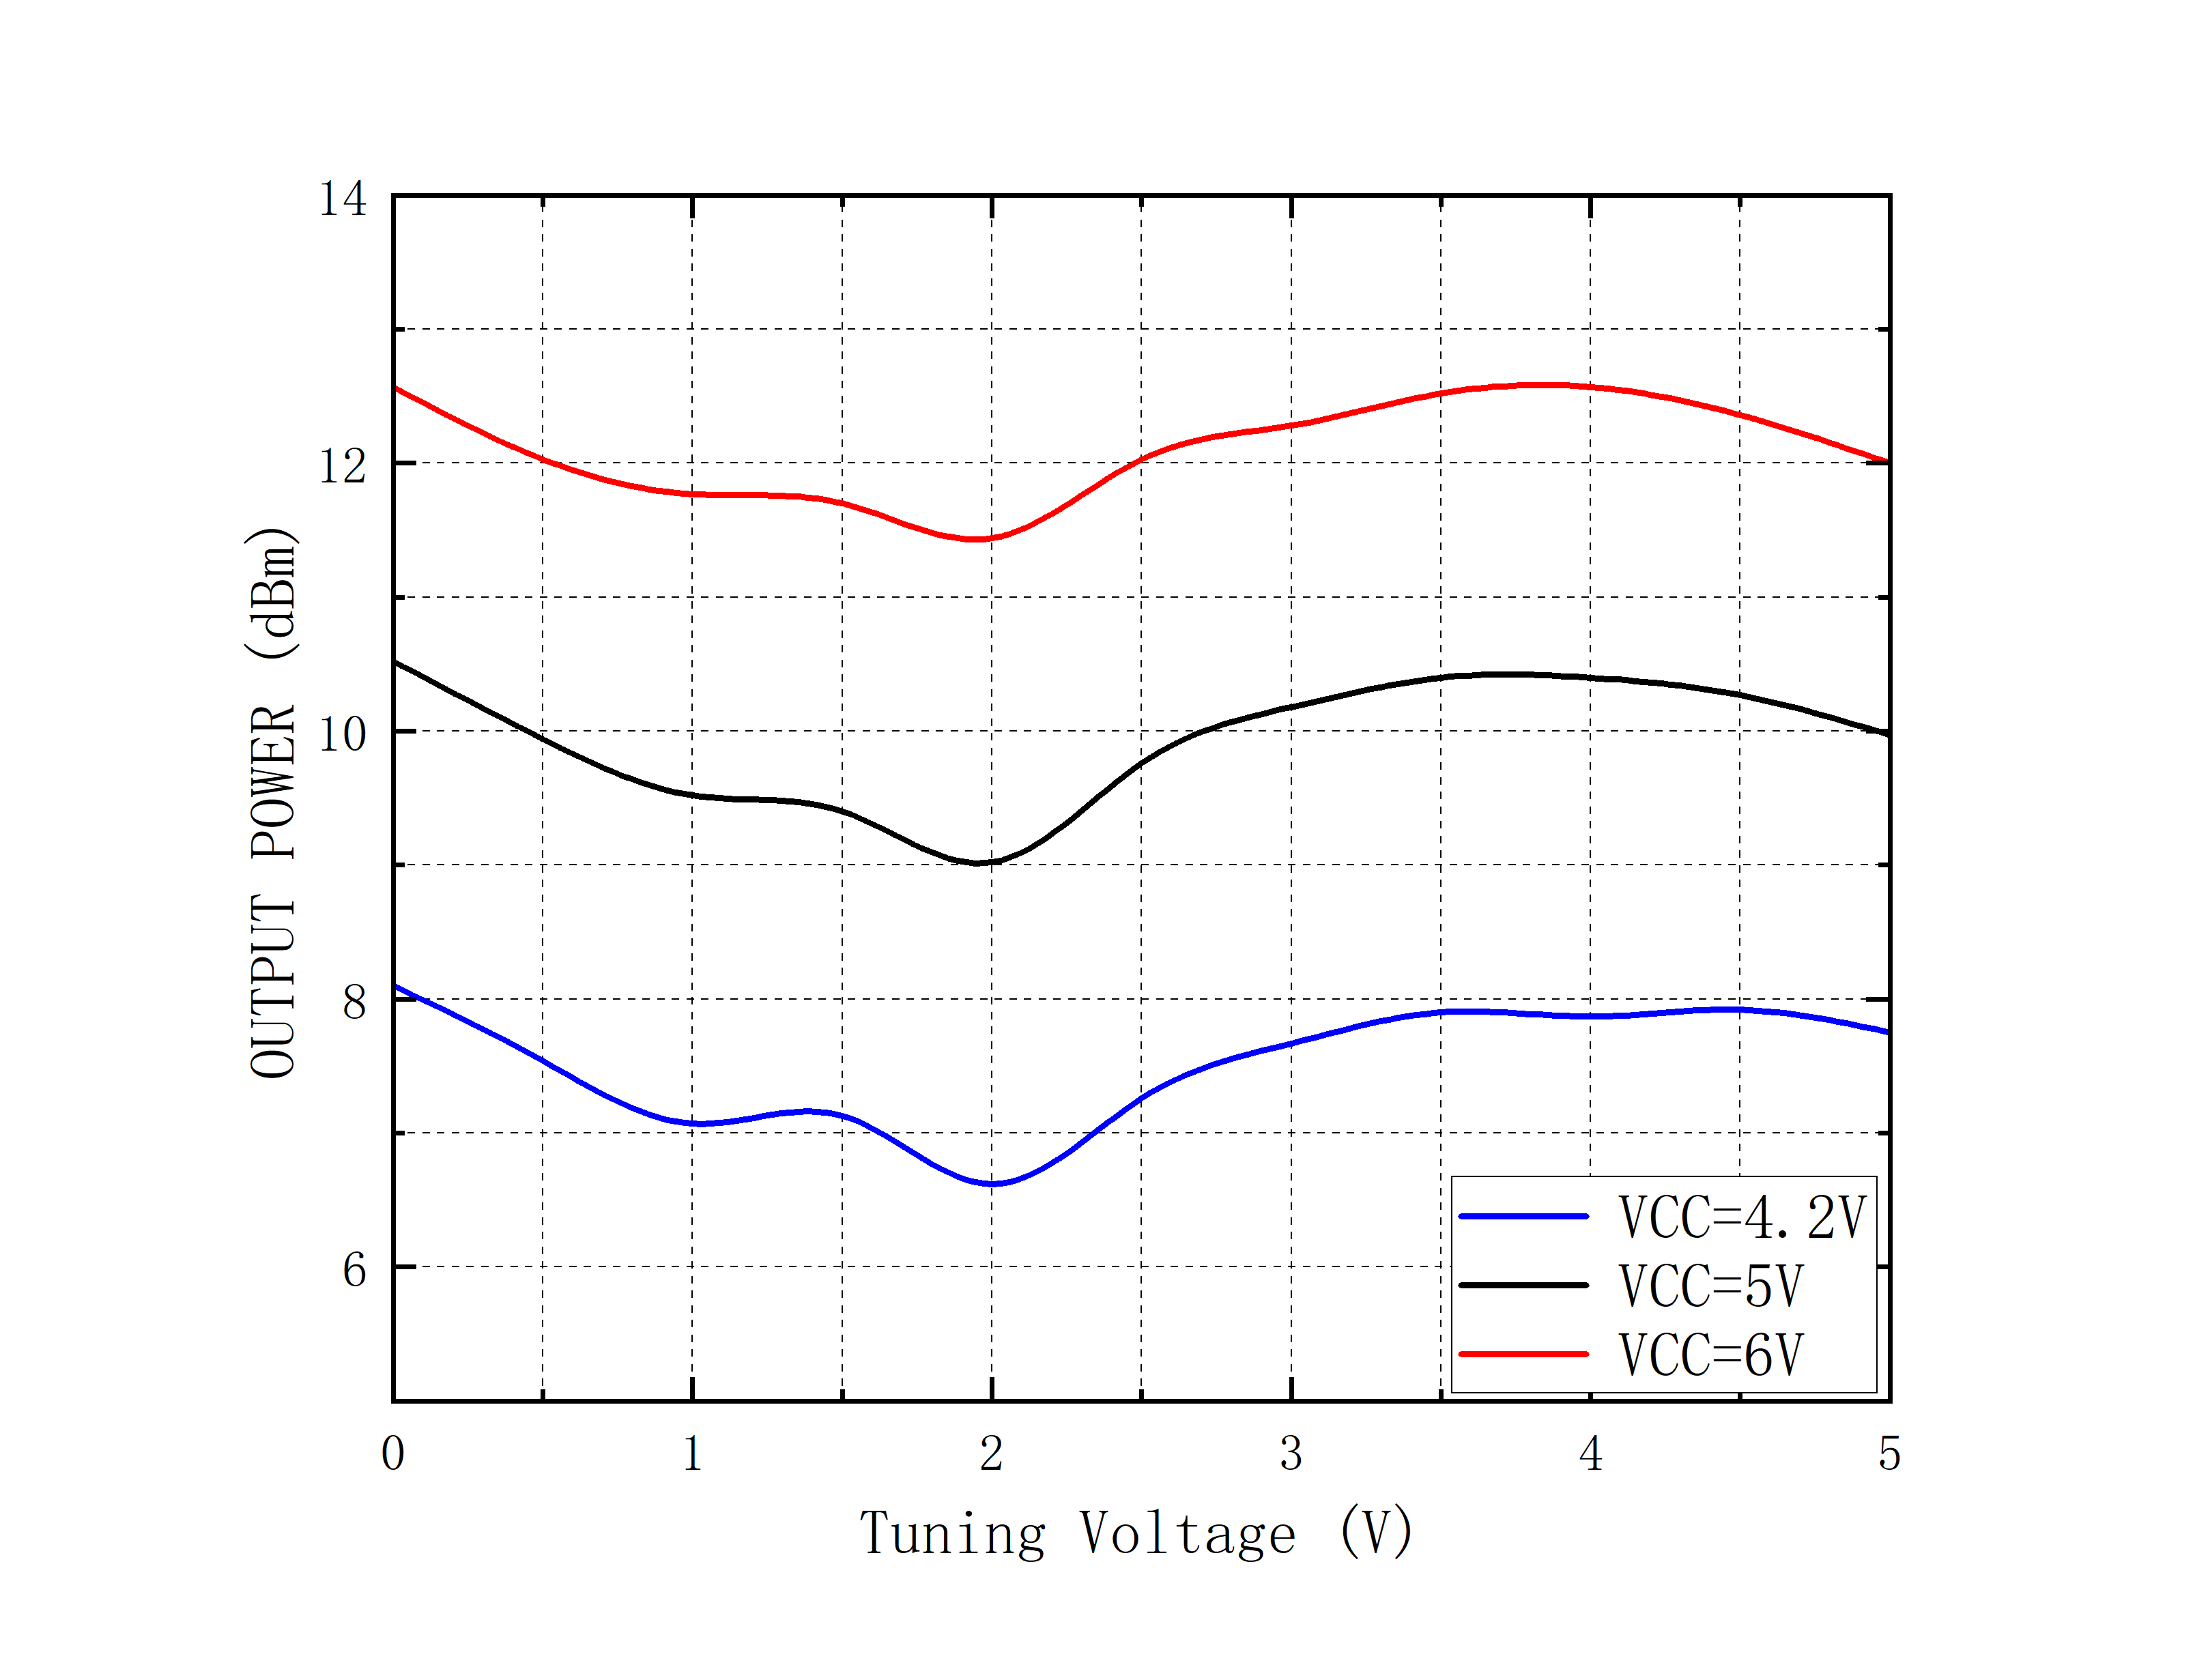 14
12
10
8
6
OUTPUT POWER (dBm)
0 1 2 3 4 5
Tuning Voltage (V)
VCC=4.2V
VCC=5V
VCC=6V